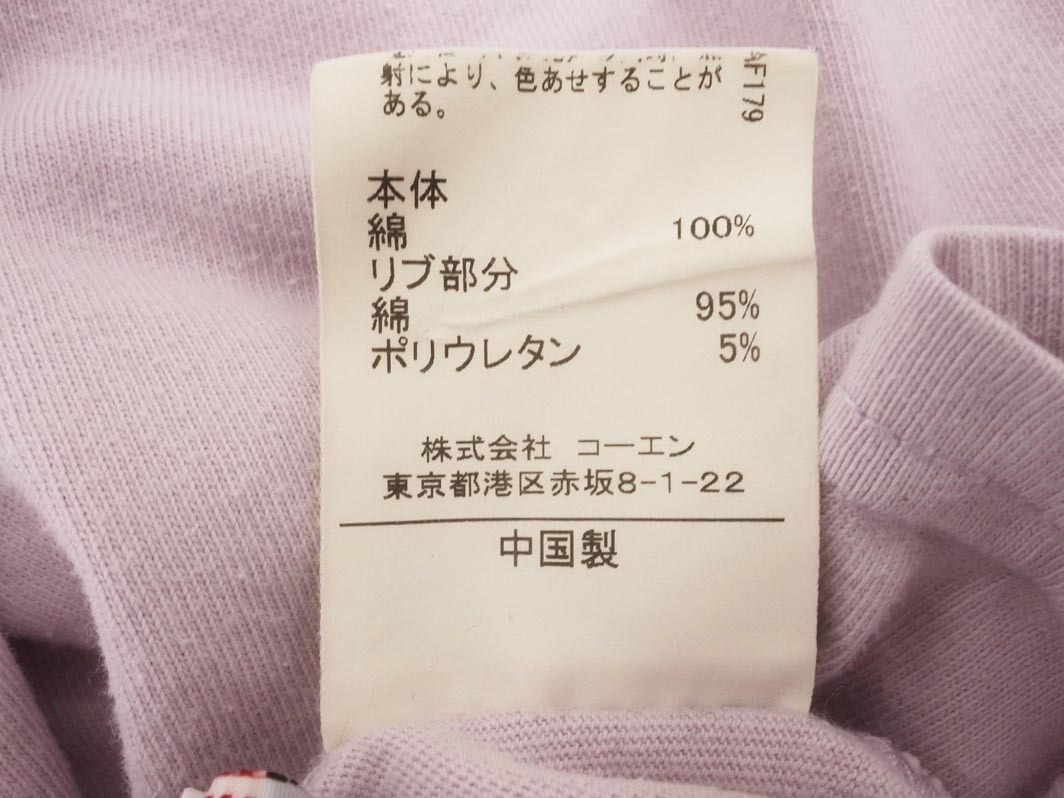 射により、色あせすることが
ある。
AF179
本体
綿 100%
リブ部分
綿 95%
ポリウレタン 5%
株式会社 コーエン
東京都港区赤坂8-1-22
中国製